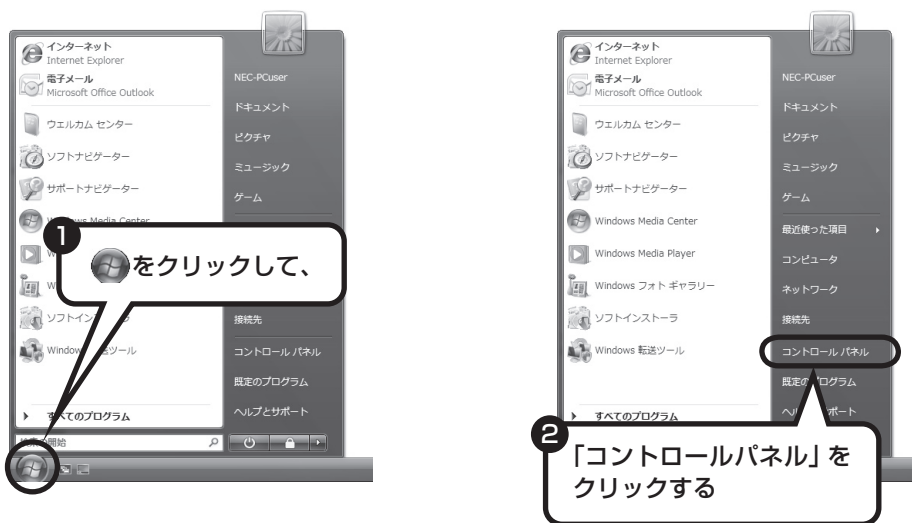 インターネット
Internet Explorer
電子メール
Microsoft Office Outlook
ウェルカム センター
ソフトナビゲーター
サポートナビゲーター
Windows Media Center
すべてのプログラム
NEC-PCuser
ドキュメント
ピクチャ
ミュージック
ゲーム
接続先
コントロール パネル
既定のプログラム
ヘルプとサポート
1
をクリックして、
インターネット
Internet Explorer
電子メール
Microsoft Office Outlook
ウェルカム センター
ソフトナビゲーター
サポートナビゲーター
Windows Media Center
Windows Media Player
Windows フォト ギャラリー
ソフトインストーラ
Windows 転送ツール
すべてのプログラム
NEC-PCuser
ドキュメント
ピクチャ
ミュージック
ゲーム
最近使った項目
コンピュータ
ネットワーク
接続先
コントロール パネル
2
「コントロールパネル」を
クリックする